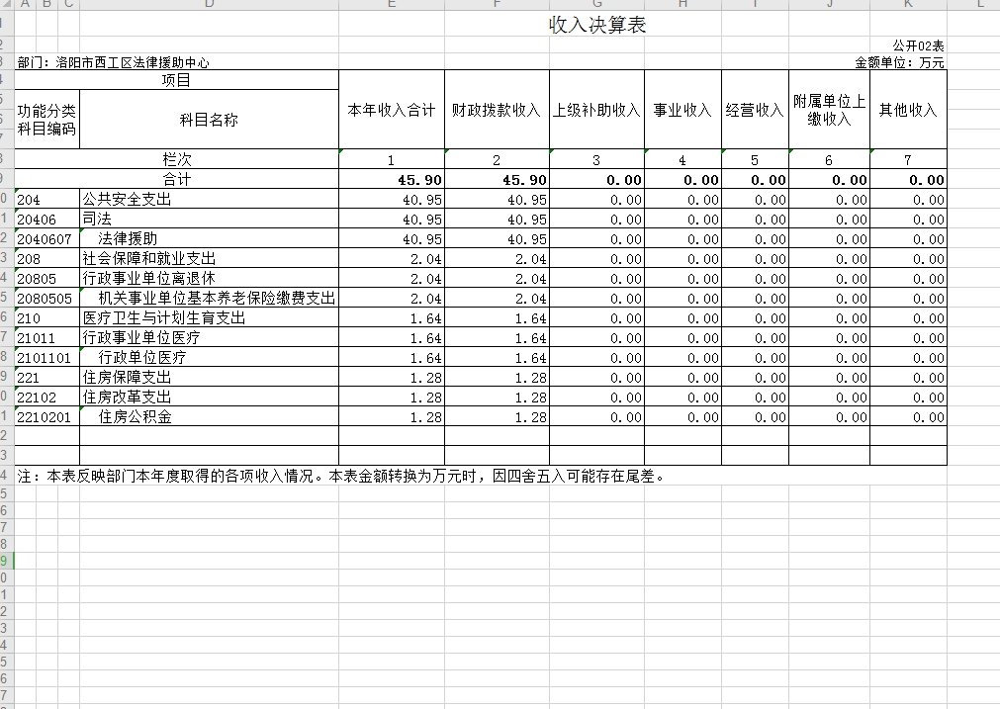 A B C D E F G H I J K L
收入决算表
公开02表
部门：洛阳市西工区法律援助中心 金额单位：万元
项目 本年收入合计 财政拨款收入 上级补助收入 事业收入 经营收入 附属单位上缴收入 其他收入
功能分类科目编码 科目名称
栏次 1 2 3 4 5 6 7
合计 45.90 45.90 0.00 0.00 0.00 0.00 0.00
204 公共安全支出 40.95 40.95 0.00 0.00 0.00 0.00 0.00
20406 司法 40.95 40.95 0.00 0.00 0.00 0.00 0.00
2040607 法律援助 40.95 40.95 0.00 0.00 0.00 0.00 0.00
208 社会保障和就业支出 2.04 2.04 0.00 0.00 0.00 0.00 0.00
20805 行政事业单位离退休 2.04 2.04 0.00 0.00 0.00 0.00 0.00
2080505 机关事业单位基本养老保险缴费支出 2.04 2.04 0.00 0.00 0.00 0.00 0.00
210 医疗卫生与计划生育支出 1.64 1.64 0.00 0.00 0.00 0.00 0.00
21011 行政事业单位医疗 1.64 1.64 0.00 0.00 0.00 0.00 0.00
2101101 行政单位医疗 1.64 1.64 0.00 0.00 0.00 0.00 0.00
221 住房保障支出 1.28 1.28 0.00 0.00 0.00 0.00 0.00
22102 住房改革支出 1.28 1.28 0.00 0.00 0.00 0.00 0.00
2210201 住房公积金 1.28 1.28 0.00 0.00 0.00 0.00 0.00
注：本表反映部门本年度取得的各项收入情况。本表金额转换为万元时，因四舍五入可能存在尾差。